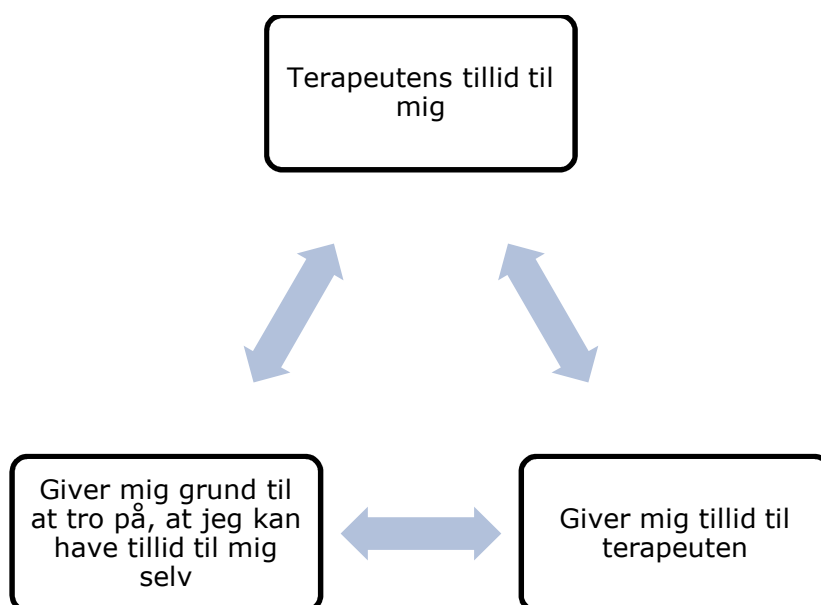 Terapeutens tillid til
mig
Giver mig grund til
at tro på, at jeg kan
have tillid til mig
selv
Giver mig tillid til
terapeuten